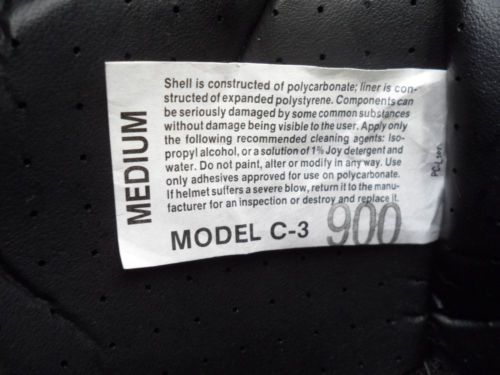 Shell is constructed of polycarbonate; liner is con-
structed of expanded polystyrene. Components can
be seriously damaged by some common substances
without damage being visible to the user. Apply only
the following recommended cleaning agents: Iso-
propyl alcohol, or a solution of 1% Joy detergent and
water. Do not paint, alter or modify in any way. Use
only adhesives approved for use on polycarbonate.
If helmet suffers a severe blow, return it to the manu-
facturer for an inspection or destroy and replace it.
MEDIUM
MODEL C-3
900